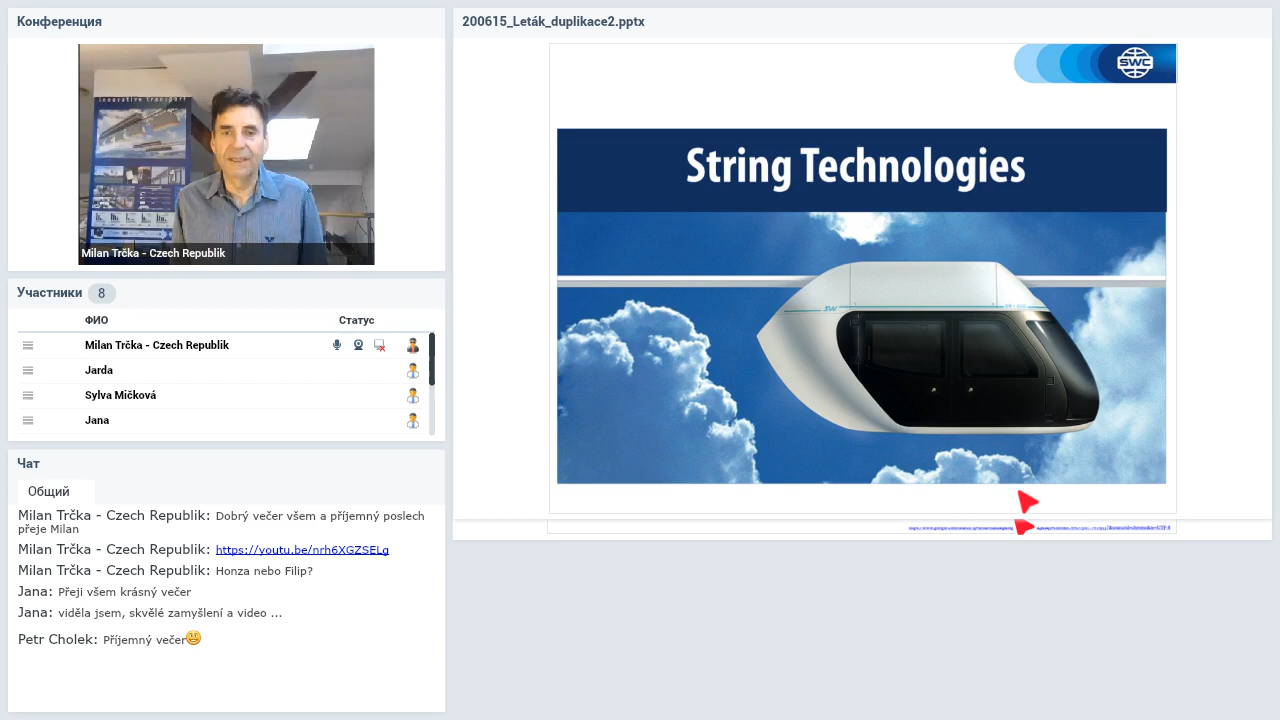 Конференция
innovative transport
Milan Trčka - Czech Republik
Участники 8
ФИО Статус
Milan Trčka - Czech Republik
Jarda
Sylva Mičková
Jana
Чат
Общий
Milan Trčka - Czech Republik: Dobrý večer všem a příjemný poslech
přeje Milan
Milan Trčka - Czech Republik: https://youtu.be/nrh6XGZSELg
Milan Trčka - Czech Republik: Honza nebo Filip?
Jana: Přeji všem krásný večer
Jana: viděla jsem, skvělé zamyšlení a video ...
Petr Cholek: Příjemný večer
200615_Leták_duplikace2.pptx
SWC
String Technologies
SW